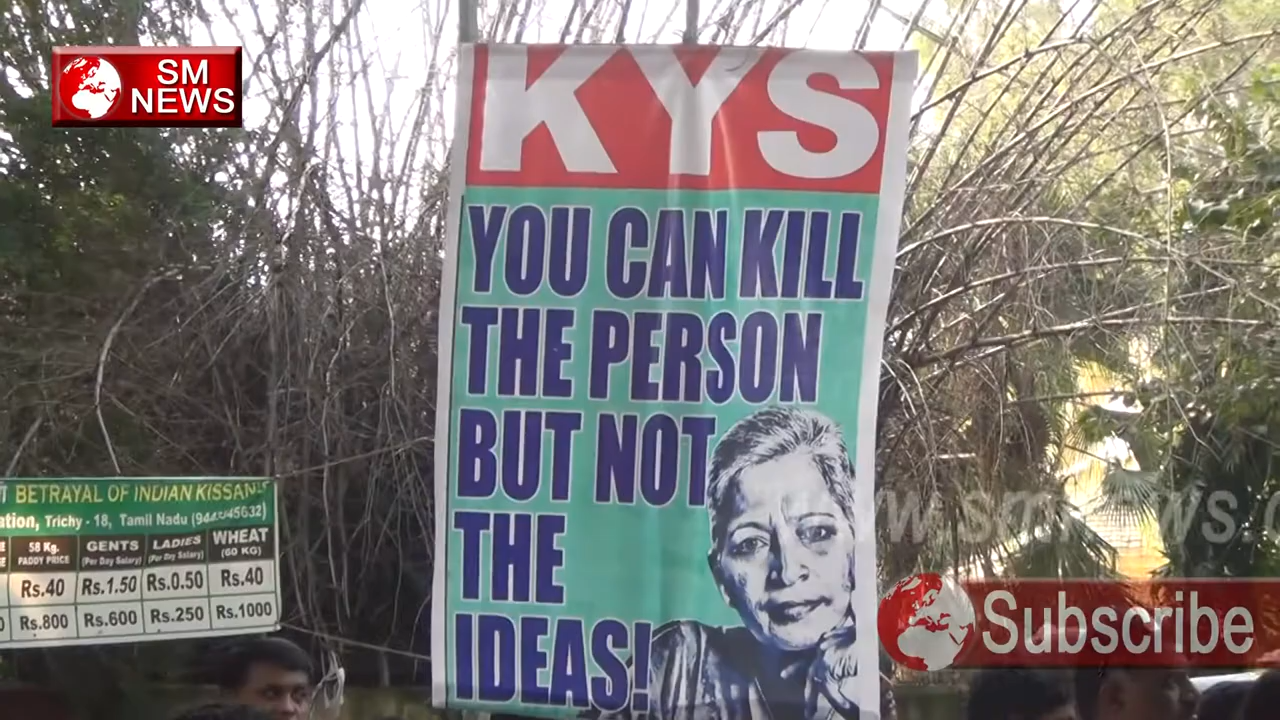 SM
NEWS
KYS
YOU CAN KILL
THE PERSON
BUT NOT
THE
IDEAS!
BETRAYAL OF INDIAN KISSAN
ation, Trichy - 18, Tamil Nadu
58 Kg. GENTS LADIES WHEAT
PADDY PRICE (Per Day Salary) (Per Day Salary) (60 KG)
Rs.40 Rs.1.50 Rs.0.50 Rs.40
Rs.800 Rs.600 Rs.250 Rs.1000
Subscribe